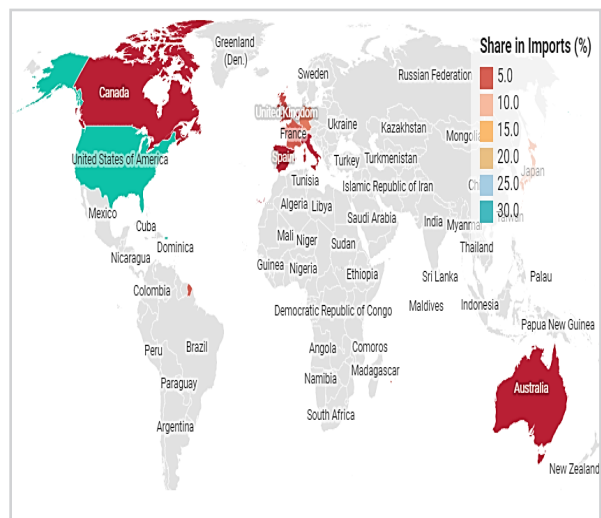 Share in Imports (%)
5.0
10.0
15.0
20.0
25.0
30.0
Greenland
(Den.)
Sweden
Russian Federation
Canada
United Kingdom
Ukraine
Kazakhstan
France
United States of America
Spain
Turkey
Turkmenistan
Japan
Tunisia
Islamic Republic of Iran
Algeria
Libya
Saudi Arabia
Mexico
Cuba
India
Myanmar
Mali
Niger
Sudan
Dominica
Thailand
Nicaragua
Guinea
Nigeria
Ethiopia
Sri Lanka
Palau
Colombia
Democratic Republic of Congo
Maldives
Indonesia
Papua New Guinea
Peru
Brazil
Angola
Comoros
Madagascar
Paraguay
Namibia
Australia
Argentina
South Africa
New Zealand